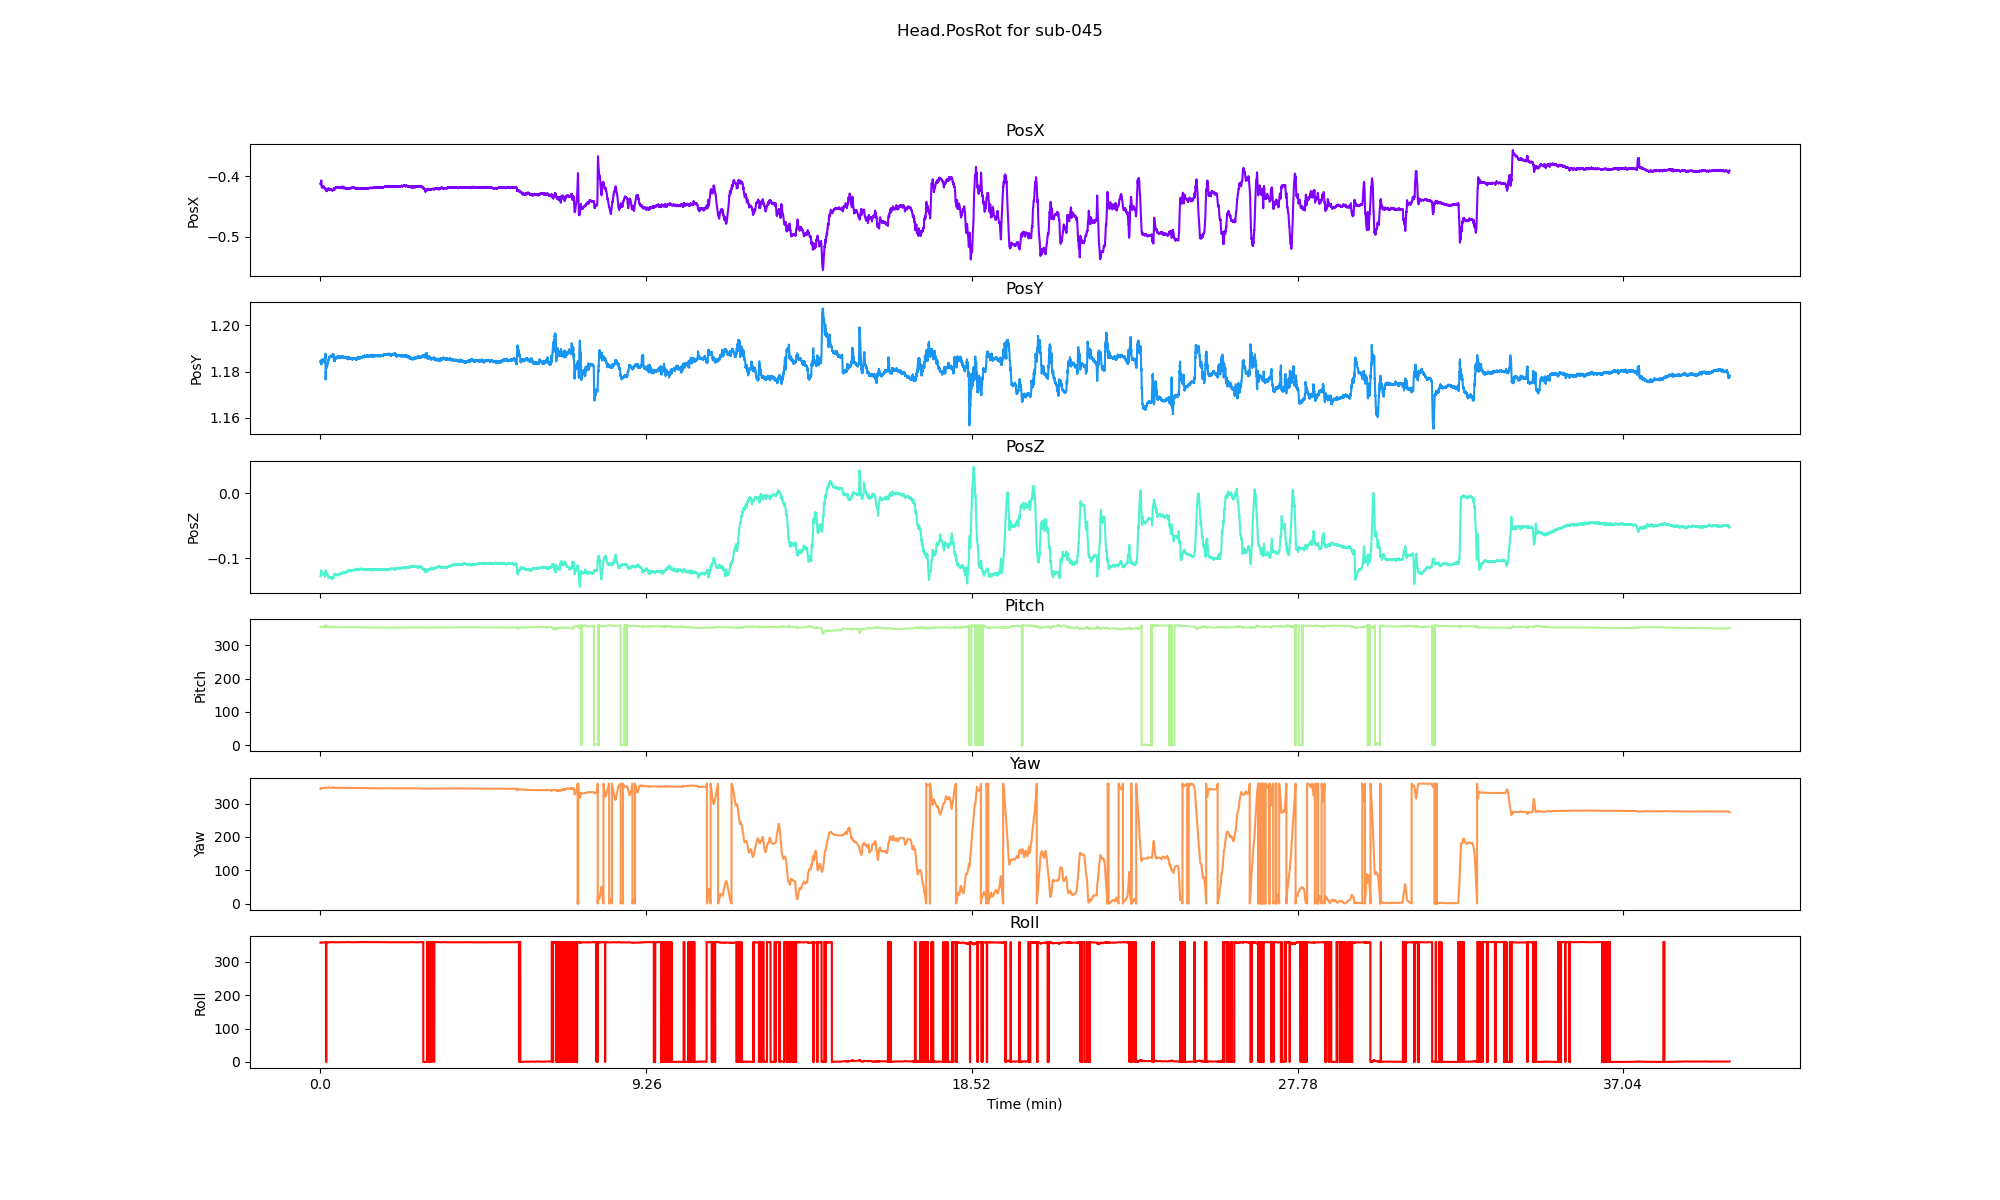 Head.PosRot for sub-045
PosX
PosX
−0.4
−0.5
PosY
PosY
1.20
1.18
1.16
PosZ
PosZ
0.0
−0.1
Pitch
Pitch
300
200
100
0
Yaw
Yaw
300
200
100
0
Roll
Roll
300
200
100
0
0.0 9.26 18.52 27.78 37.04
Time (min)